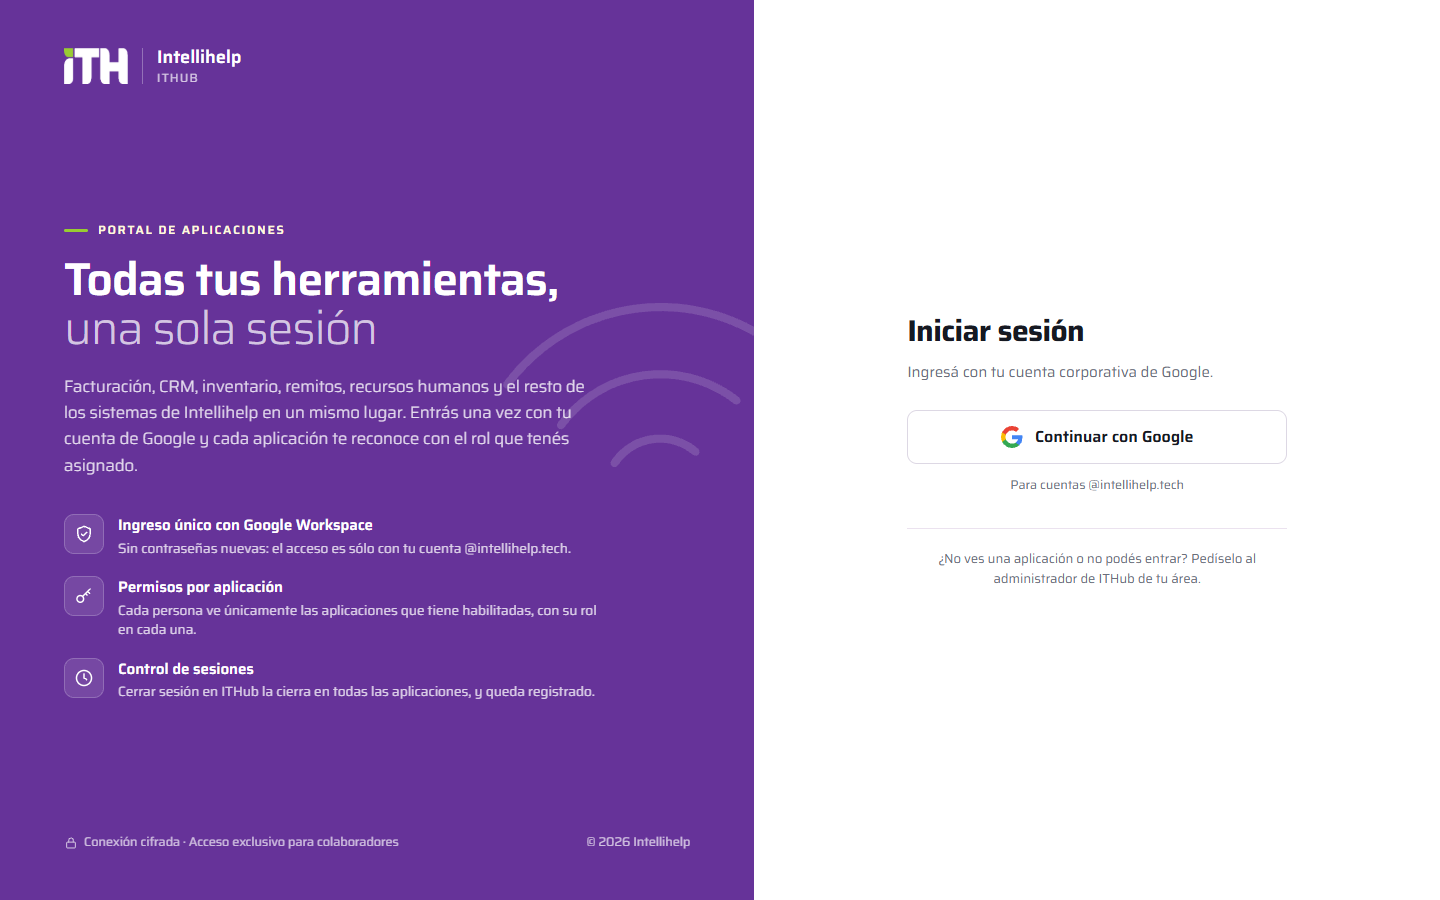 iTH
Intellihelp
ITHUB
PORTAL DE APLICACIONES
Todas tus herramientas,
una sola sesión
Facturación, CRM, inventario, remitos, recursos humanos y el resto de
los sistemas de Intellihelp en un mismo lugar. Entrás una vez con tu
cuenta de Google y cada aplicación te reconoce con el rol que tenés
asignado.
Ingreso único con Google Workspace
Sin contraseñas nuevas: el acceso es sólo con tu cuenta @intellihelp.tech.
Permisos por aplicación
Cada persona ve únicamente las aplicaciones que tiene habilitadas, con su rol
en cada una.
Control de sesiones
Cerrar sesión en ITHub la cierra en todas las aplicaciones, y queda registrado.
Conexión cifrada · Acceso exclusivo para colaboradores
© 2026 Intellihelp
Iniciar sesión
Ingresá con tu cuenta corporativa de Google.
Continuar con Google
Para cuentas @intellihelp.tech
¿No ves una aplicación o no podés entrar? Pedíselo al
administrador de ITHub de tu área.